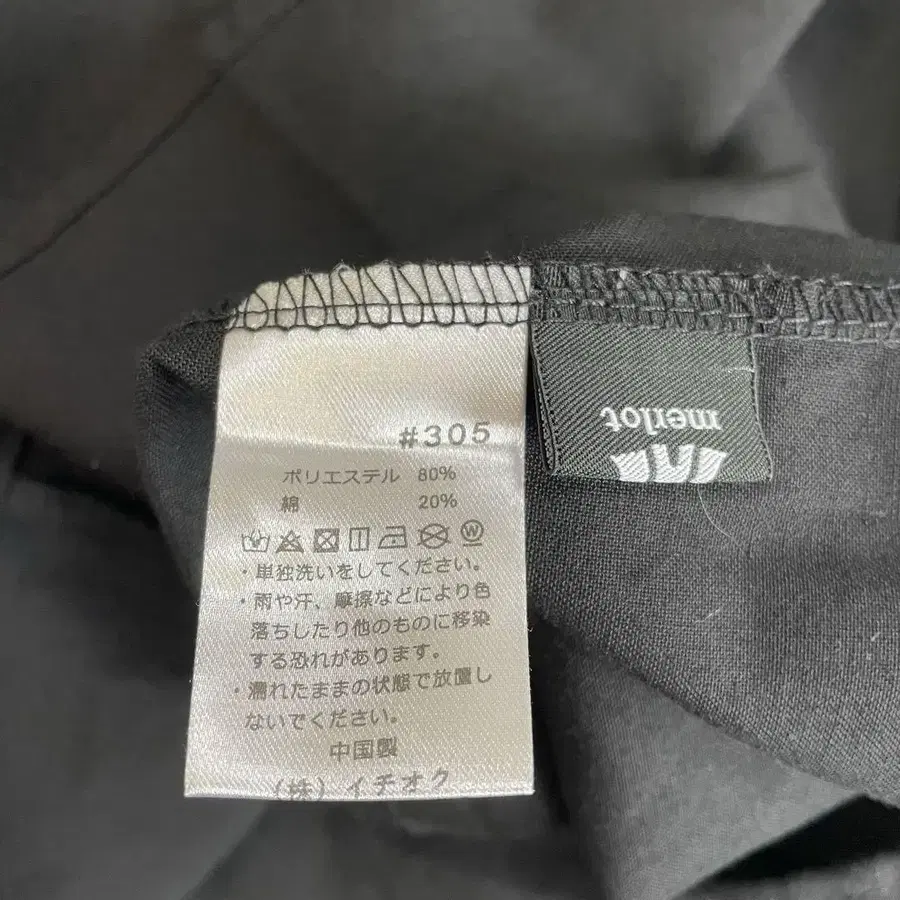 #305
ポリエステル 80%
綿 20%
W
・単独洗いをしてください。
・雨や汗、摩擦などにより色
落ちしたり他のものに移染
する恐れがあります。
・濡れたままの状態で放置し
ないでください。
中国製
(株)イチオク
merlot